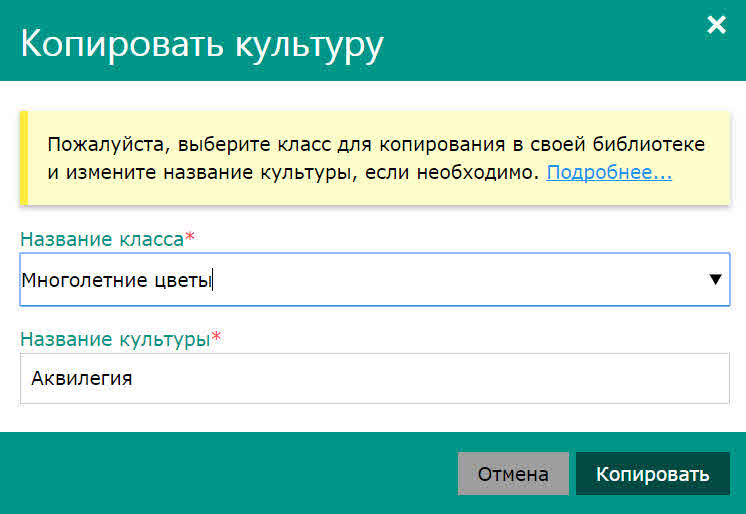 Копировать культуру
Пожалуйста, выберите класс для копирования в своей библиотеке
и измените название культуры, если необходимо. Подробнее...
Название класса*
Многолетние цветы
Название культуры*
Аквилегия
Отмена Копировать